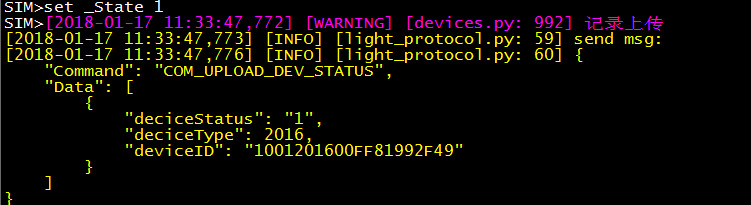 SIM>set _State 1
SIM>[2018-01-17 11:33:47,772] [WARNING] [devices.py: 992] 记录上传
[2018-01-17 11:33:47,773] [INFO] [light_protocol.py: 59] send msg:
[2018-01-17 11:33:47,776] [INFO] [light_protocol.py: 60] {
    "Command": "COM_UPLOAD_DEV_STATUS",
    "Data": [
        {
            "deciceStatus": "1",
            "deciceType": 2016,
            "deviceID": "1001201600FF81992F49"
        }
    ]
}